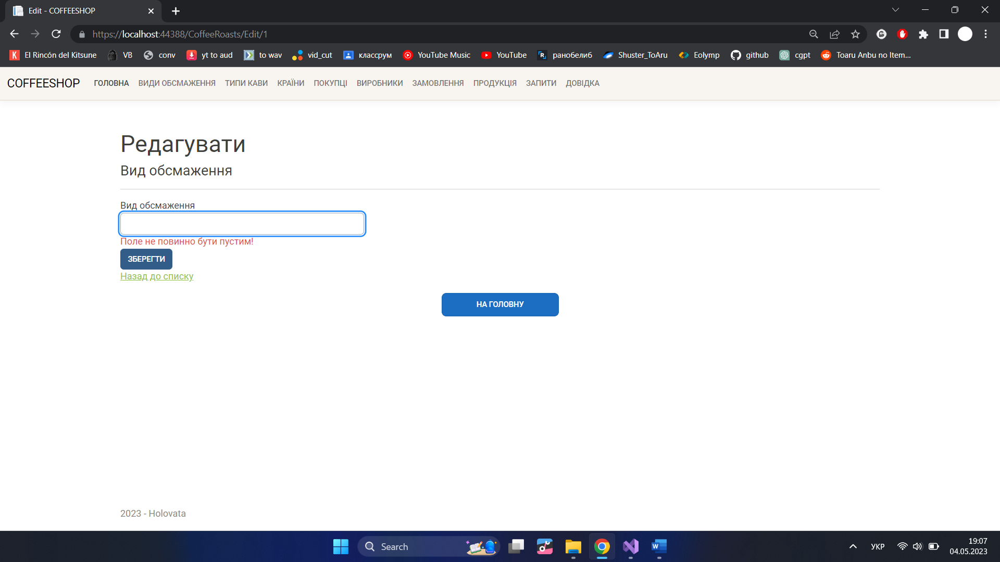 Edit - COFFEESHOP
https://localhost:44388/CoffeeRoasts/Edit/1
El Rincón del Kitsune VB conv yt to aud to wav vid_cut классрум YouTube Music YouTube ранобелиб Shuster_ToAru Eolymp github cgpt Toaru Anbu no Item...
COFFEESHOP ГОЛОВНА ВИДИ ОБСМАЖЕННЯ ТИПИ КАВИ КРАЇНИ ПОКУПЦІ ВИРОБНИКИ ЗАМОВЛЕННЯ ПРОДУКЦІЯ ЗАПИТИ ДОВІДКА
Редагувати
Вид обсмаження
Вид обсмаження
Поле не повинно бути пустим!
ЗБЕРЕГТИ
Назад до списку
НА ГОЛОВНУ
2023 - Holovata
Search
УКР
19:07
04.05.2023